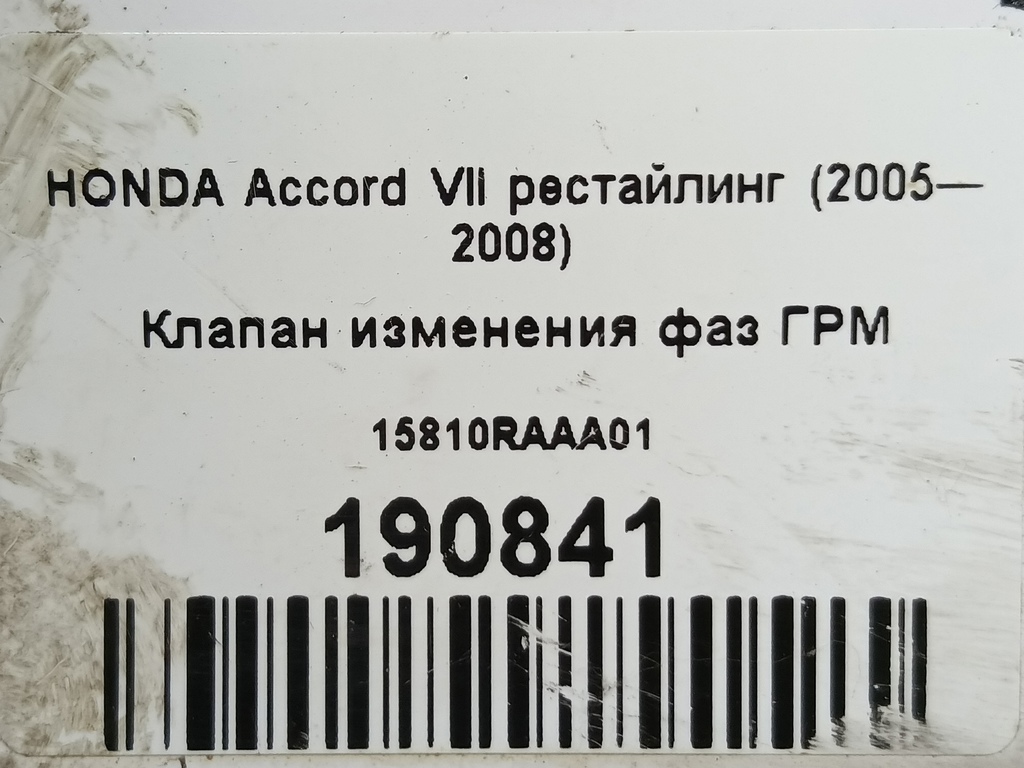 HONDA Accord VII рестайлинг (2005—
2008)
Клапан изменения фаз ГРМ
15810RAAA01
190841